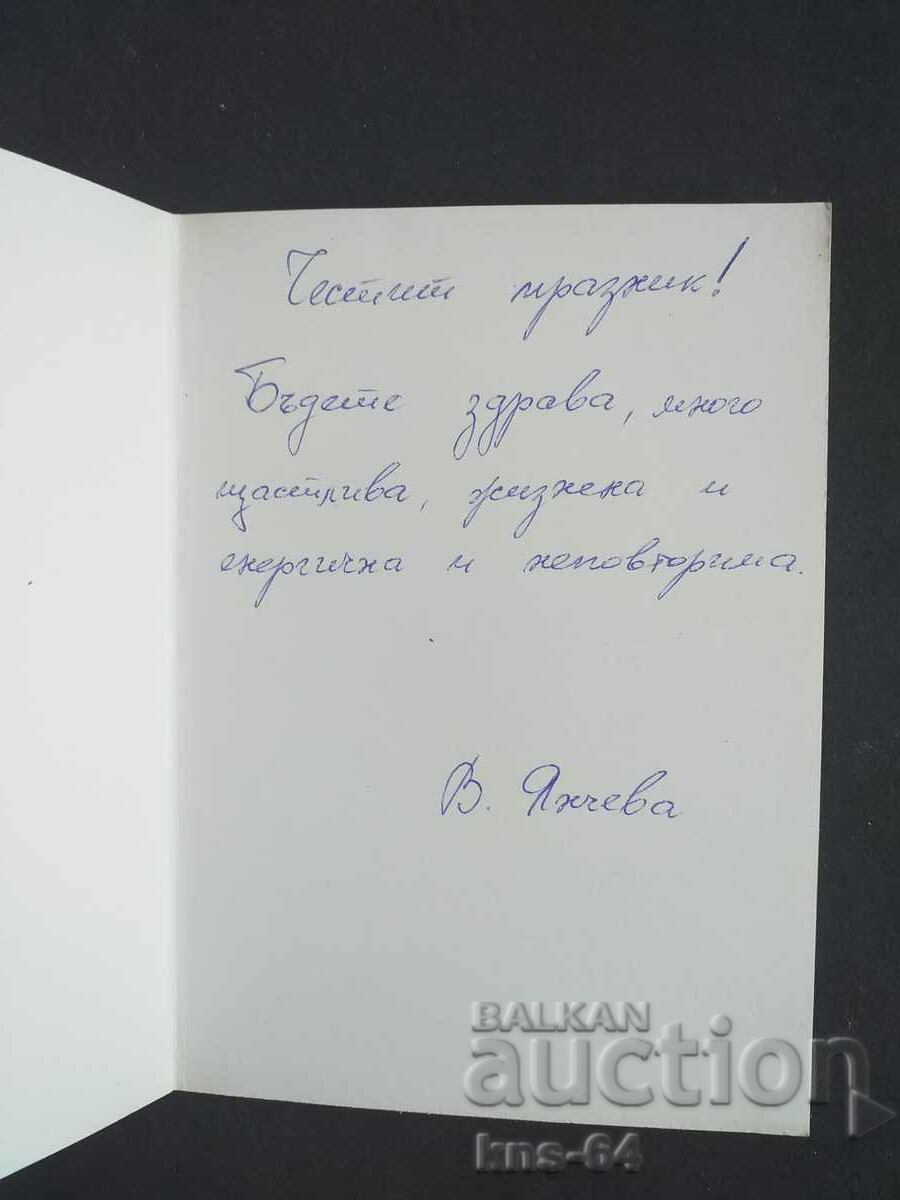 Честит празник!
Бъдете здрава, много
щастлива, жизнена и
енергична и неповторима.
В. Янчева
BALKAN
auction
kns-64